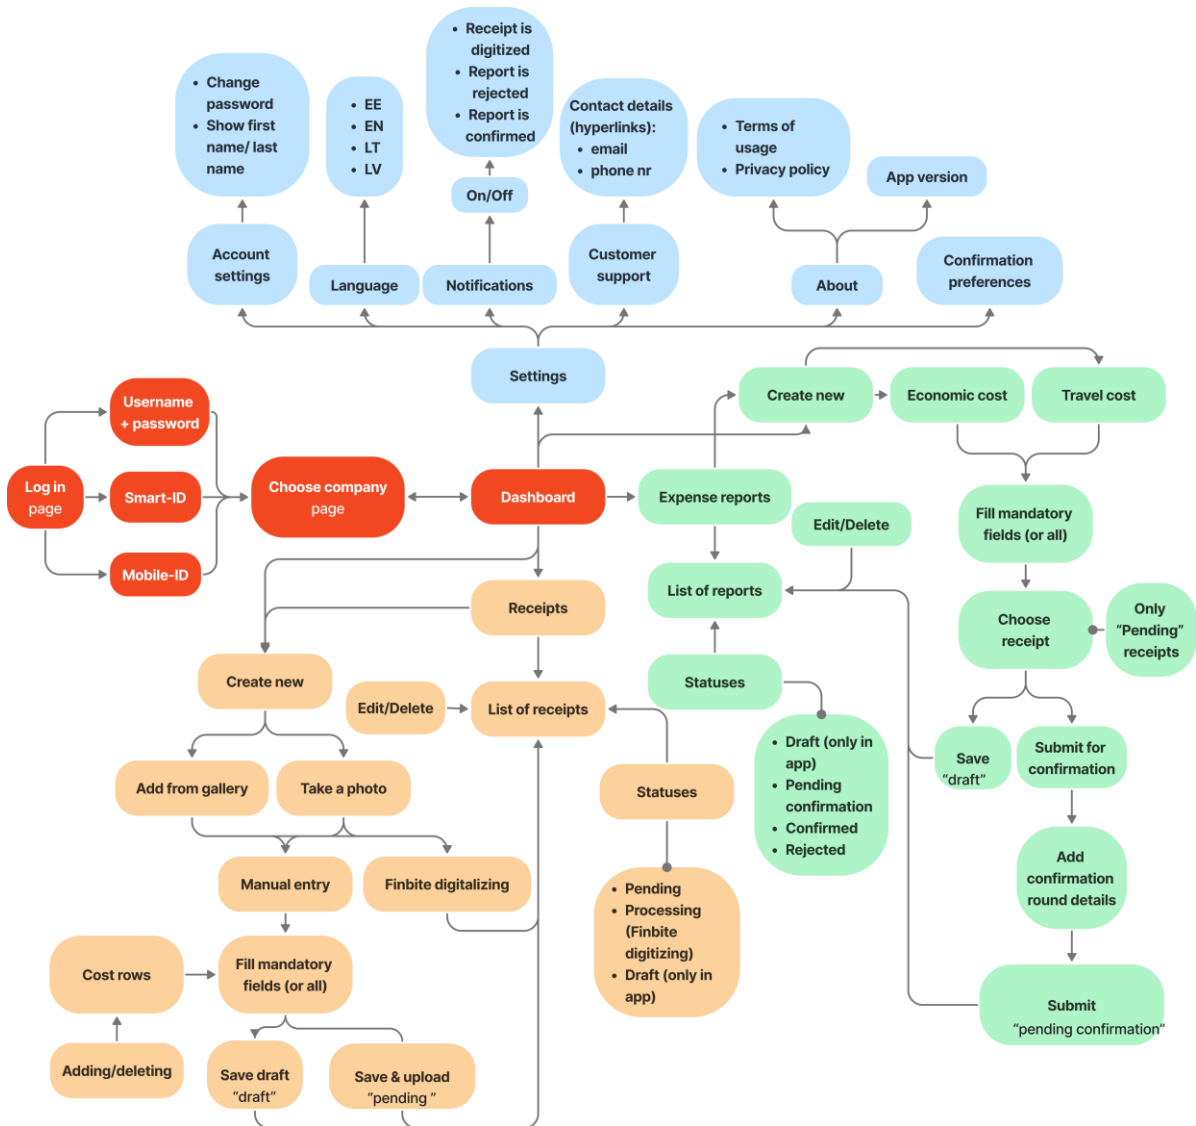 • Receipt is
digitized
• Report is
rejected
• Report is
confirmed
• Change
password
• Show first
name/ last
name
• EE
• EN
• LT
• LV
Contact details
(hyperlinks):
• email
• phone nr
• Terms of
usage
• Privacy policy
App version
On/Off
Account
settings
Language
Notifications
Customer
support
About
Confirmation
preferences
Settings
Create new
Economic cost
Travel cost
Username
+ password
Log in
page
Smart-ID
Mobile-ID
Choose company
page
Dashboard
Expense reports
Edit/Delete
Fill mandatory
fields (or all)
List of reports
Receipts
Choose
receipt
Only
“Pending”
receipts
Create new
Edit/Delete
List of receipts
Statuses
• Draft (only in
app)
• Pending
confirmation
• Confirmed
• Rejected
Save
“draft”
Submit for
confirmation
Add from gallery
Take a photo
Statuses
Manual entry
Finbite digitalizing
• Pending
• Processing
(Finbite
digitizing)
• Draft (only in
app)
Add
confirmation
round details
Cost rows
Fill mandatory
fields (or all)
Submit
“pending confirmation”
Adding/deleting
Save draft
“draft”
Save & upload
“pending ”